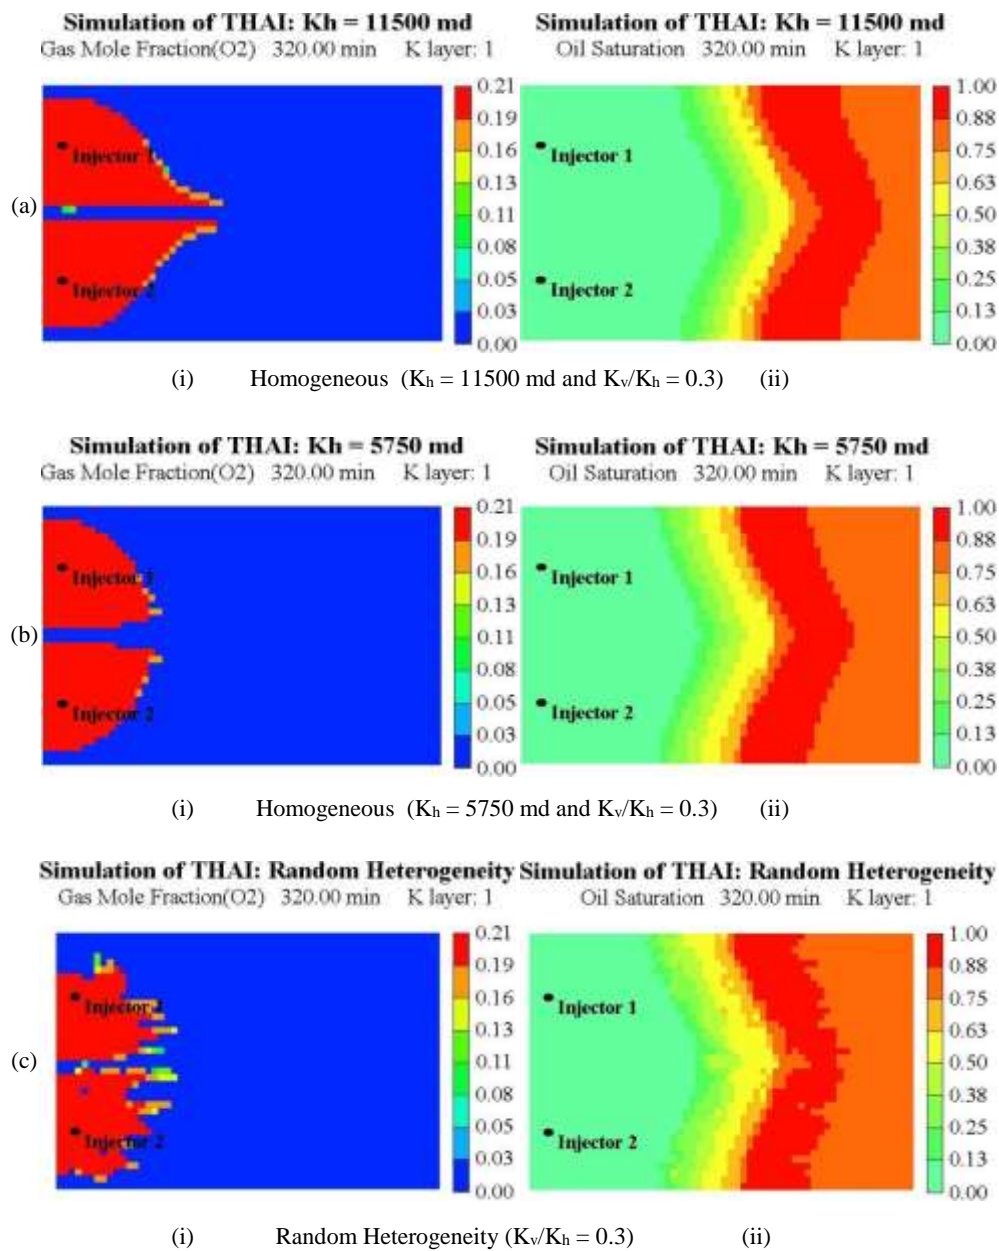 Simulation of THAI: Kh = 11500 md
Gas Mole Fraction(O2) 320.00 min K layer: 1
Injector 1
Injector 2
0.21
0.19
0.16
0.13
0.11
0.08
0.05
0.03
0.00
Simulation of THAI: Kh = 11500 md
Oil Saturation 320.00 min K layer: 1
Injector 1
Injector 2
1.00
0.88
0.75
0.63
0.50
0.38
0.25
0.13
0.00
(a)
(i) Homogeneous (Kh = 11500 md and Kv/Kh = 0.3) (ii)
Simulation of THAI: Kh = 5750 md
Gas Mole Fraction(O2) 320.00 min K layer: 1
Injector 1
Injector 2
0.21
0.19
0.16
0.13
0.11
0.08
0.05
0.03
0.00
Simulation of THAI: Kh = 5750 md
Oil Saturation 320.00 min K layer: 1
Injector 1
Injector 2
1.00
0.88
0.75
0.63
0.50
0.38
0.25
0.13
0.00
(b)
(i) Homogeneous (Kh = 5750 md and Kv/Kh = 0.3) (ii)
Simulation of THAI: Random Heterogeneity
Gas Mole Fraction(O2) 320.00 min K layer: 1
Injector 1
Injector 2
0.21
0.19
0.16
0.13
0.11
0.08
0.05
0.03
0.00
Simulation of THAI: Random Heterogeneity
Oil Saturation 320.00 min K layer: 1
Injector 1
Injector 2
1.00
0.88
0.75
0.63
0.50
0.38
0.25
0.13
0.00
(c)
(i) Random Heterogeneity (Kv/Kh = 0.3) (ii)